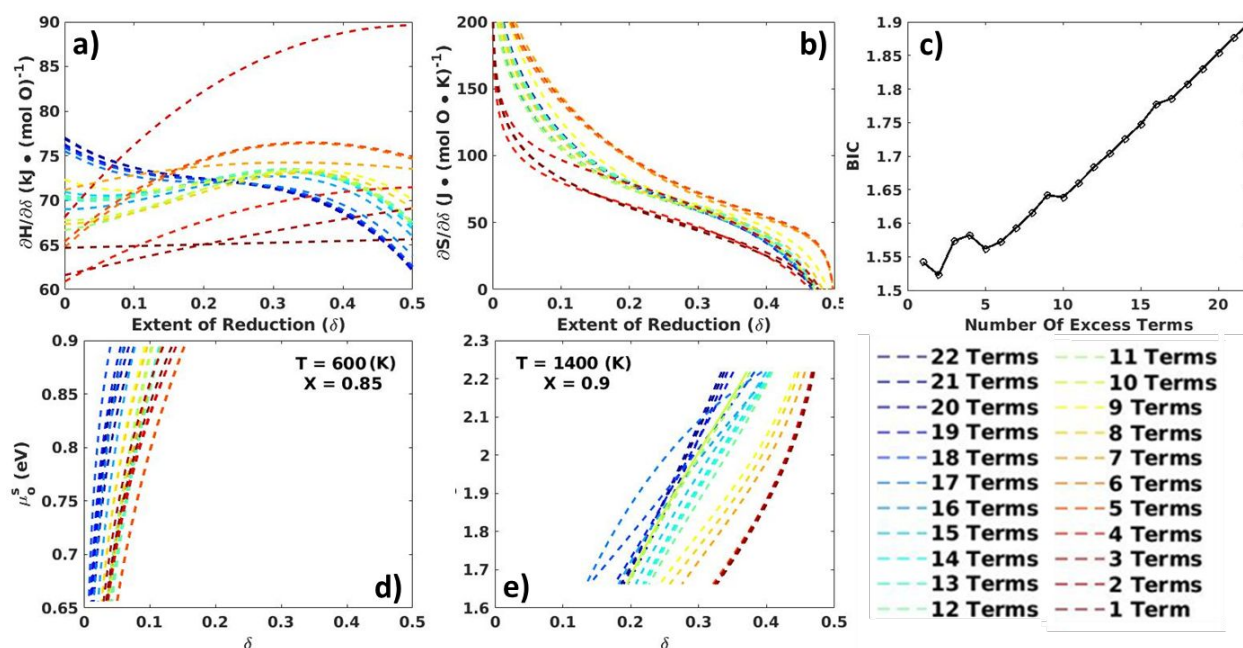 a)
∂H/∂δ (kJ • (mol O)⁻¹
90
85
80
75
70
65
60
0 0.1 0.2 0.3 0.4 0.5
Extent of Reduction (δ)
b)
∂S/∂δ (J • (mol O • K)⁻¹
200
150
100
50
0
0.1 0.2 0.3 0.4 0.5
Extent of Reduction (δ)
c)
BIC
1.9
1.85
1.8
1.75
1.7
1.65
1.6
1.55
1.5
0 5 10 15 20
Number Of Excess Terms
T = 600 (K)
X = 0.85
μₒˢ (eV)
0.9
0.85
0.8
0.75
0.7
0.65
d)
0 0.1 0.2 0.3 0.4 0.5
δ
T = 1400 (K)
X = 0.9
2.3
2.2
2.1
2
1.9
1.8
1.7
1.6
e)
0 0.1 0.2 0.3 0.4 0.5
δ
22 Terms
21 Terms
20 Terms
19 Terms
18 Terms
17 Terms
16 Terms
15 Terms
14 Terms
13 Terms
12 Terms
11 Terms
10 Terms
9 Terms
8 Terms
7 Terms
6 Terms
5 Terms
4 Terms
3 Terms
2 Terms
1 Term